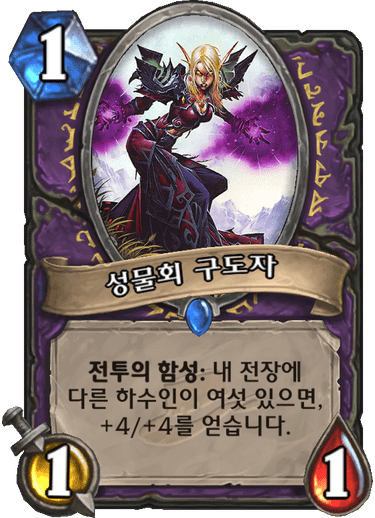 1
성물회 구도자
전투의 함성: 내 전장에
다른 하수인이 여섯 있으면,
+4/+4를 얻습니다.
1
1